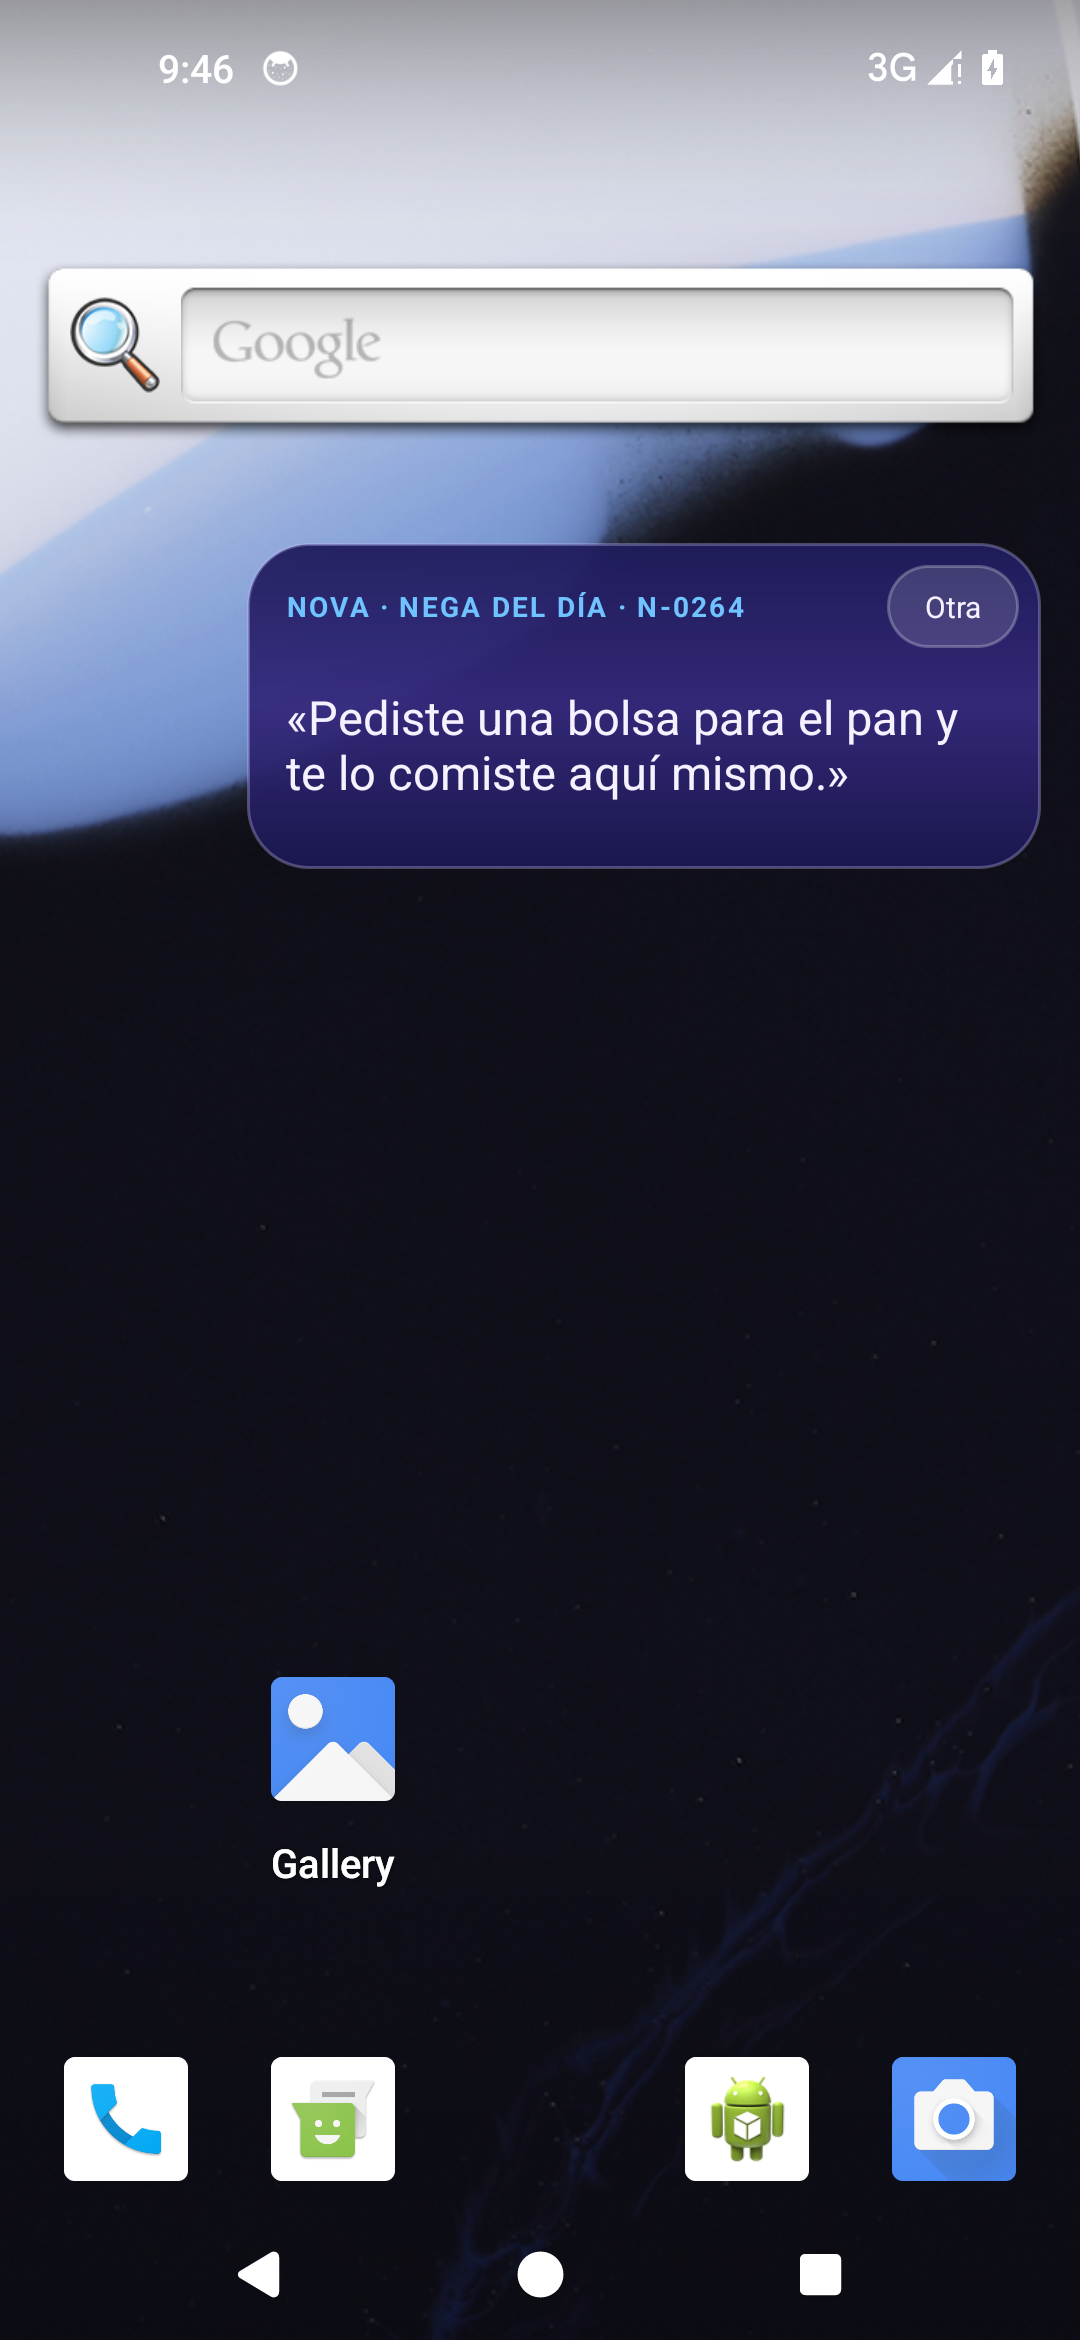 9:46
3G
Google
NOVA · NEGA DEL DÍA · N-0264
Otra
«Pediste una bolsa para el pan y
te lo comiste aquí mismo.»
Gallery